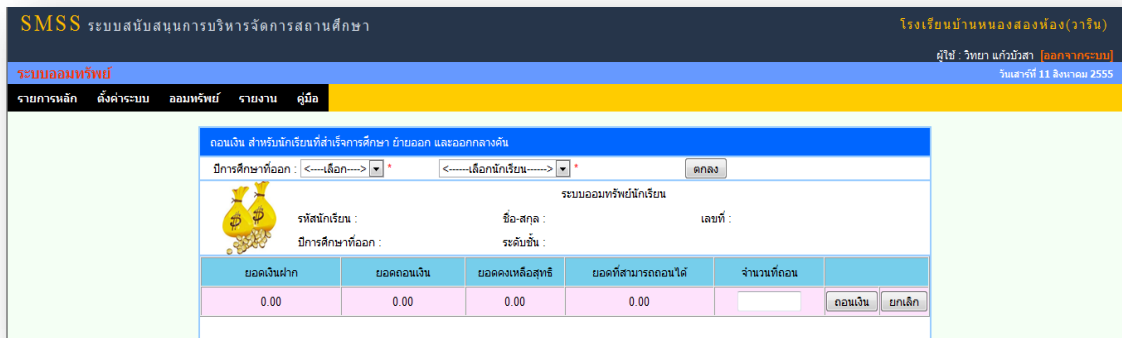 SMSS ระบบสนับสนุนการบริหารจัดการสถานศึกษา
โรงเรียนบ้านหนองสองห้อง(วาริน)
ผู้ใช้ : วิทยา แก้วบัวสา [ออกจากระบบ]
ระบบออมทรัพย์
วันเสาร์ที่ 11 สิงหาคม 2555
รายการหลัก ตั้งค่าระบบ ออมทรัพย์ รายงาน คู่มือ
ถอนเงิน สำหรับนักเรียนที่สำเร็จการศึกษา ย้ายออก และออกกลางคัน
ปีการศึกษาที่ออก : <----เลือก----> * <------เลือกนักเรียน------> * ตกลง
ระบบออมทรัพย์นักเรียน
รหัสนักเรียน : ชื่อ-สกุล : เลขที่ :
ปีการศึกษาที่ออก : ระดับชั้น :
ยอดเงินฝาก ยอดถอนเงิน ยอดคงเหลือสุทธิ ยอดที่สามารถถอนได้ จำนวนที่ถอน
0.00 0.00 0.00 0.00 ถอนเงิน ยกเลิก